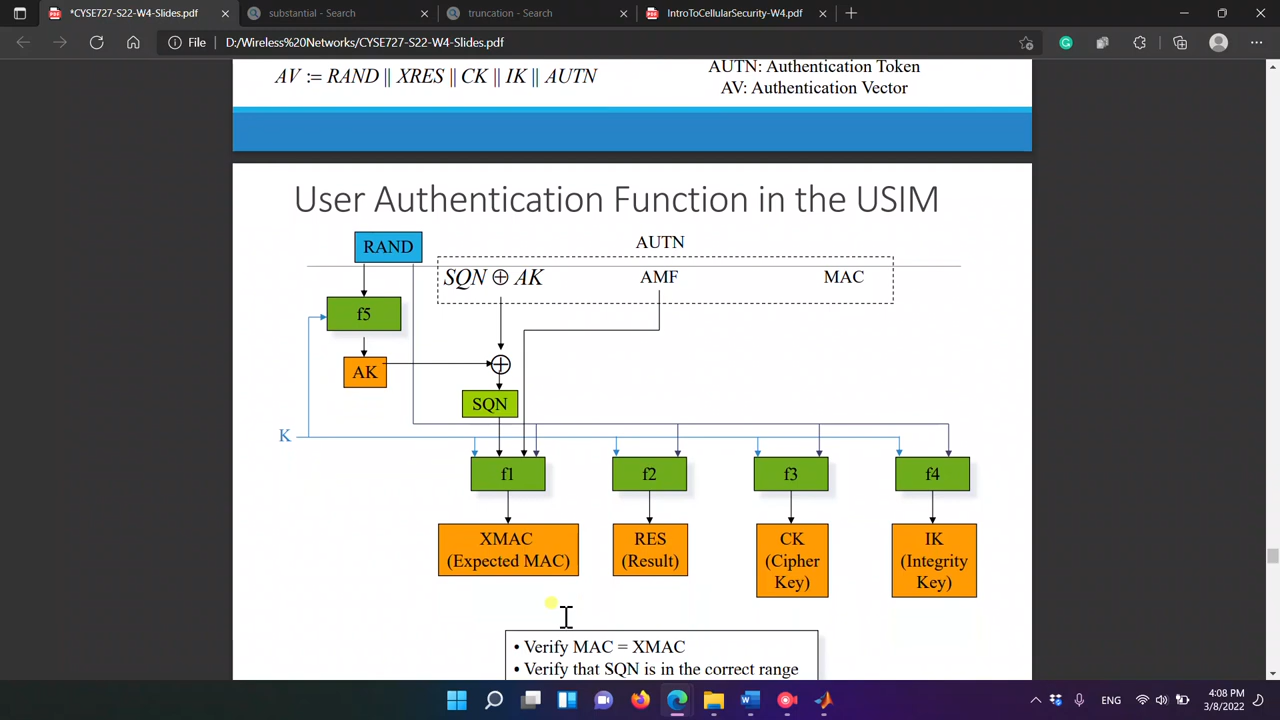 *CYSE727-S22-W4-Slides.pdf
substantial - Search
truncation - Search
IntroToCellularSecurity-W4.pdf
File
D:/Wireless%20Networks/CYSE727-S22-W4-Slides.pdf
AV := RAND || XRES || CK || IK || AUTN
AUTN: Authentication Token
AV: Authentication Vector
User Authentication Function in the USIM
RAND
AUTN
SQN ⊕ AK
AMF
MAC
f5
AK
SQN
K
f1
f2
f3
f4
XMAC
(Expected MAC)
RES
(Result)
CK
(Cipher
Key)
IK
(Integrity
Key)
• Verify MAC = XMAC
• Verify that SQN is in the correct range
ENG
4:08 PM
3/8/2022